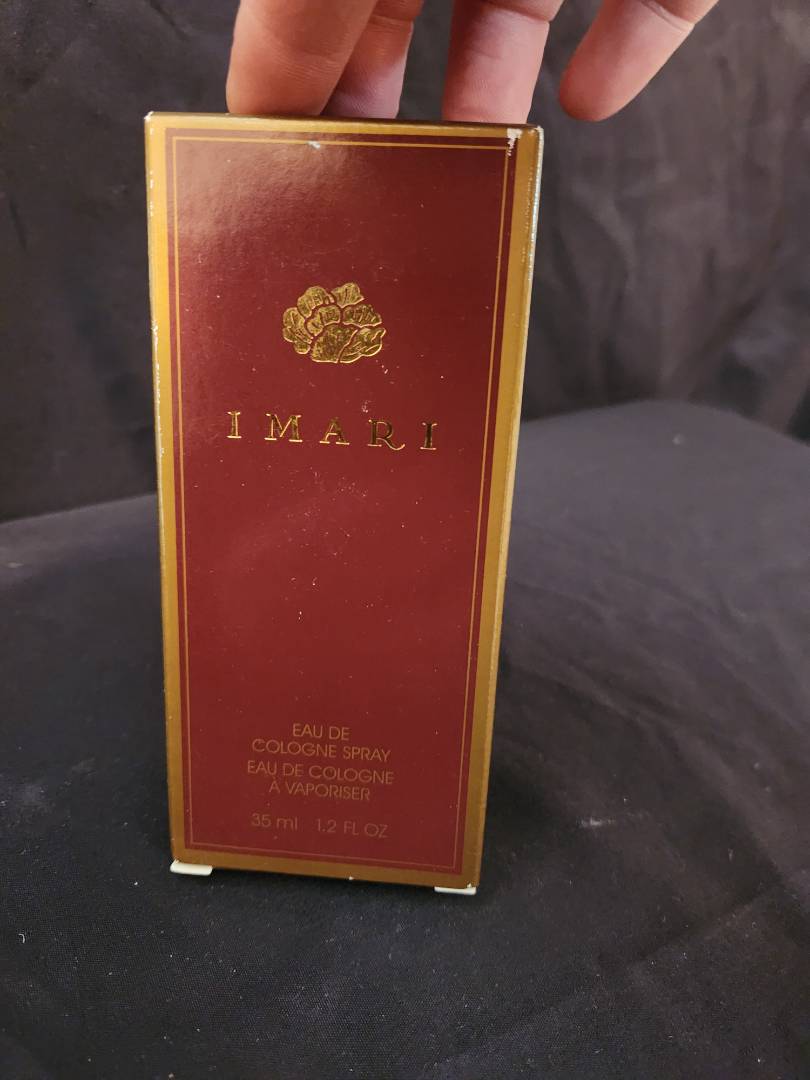 IMARI
EAU DE
COLOGNE SPRAY
EAU DE COLOGNE
À VAPORISER
35 ml 1.2 FL OZ